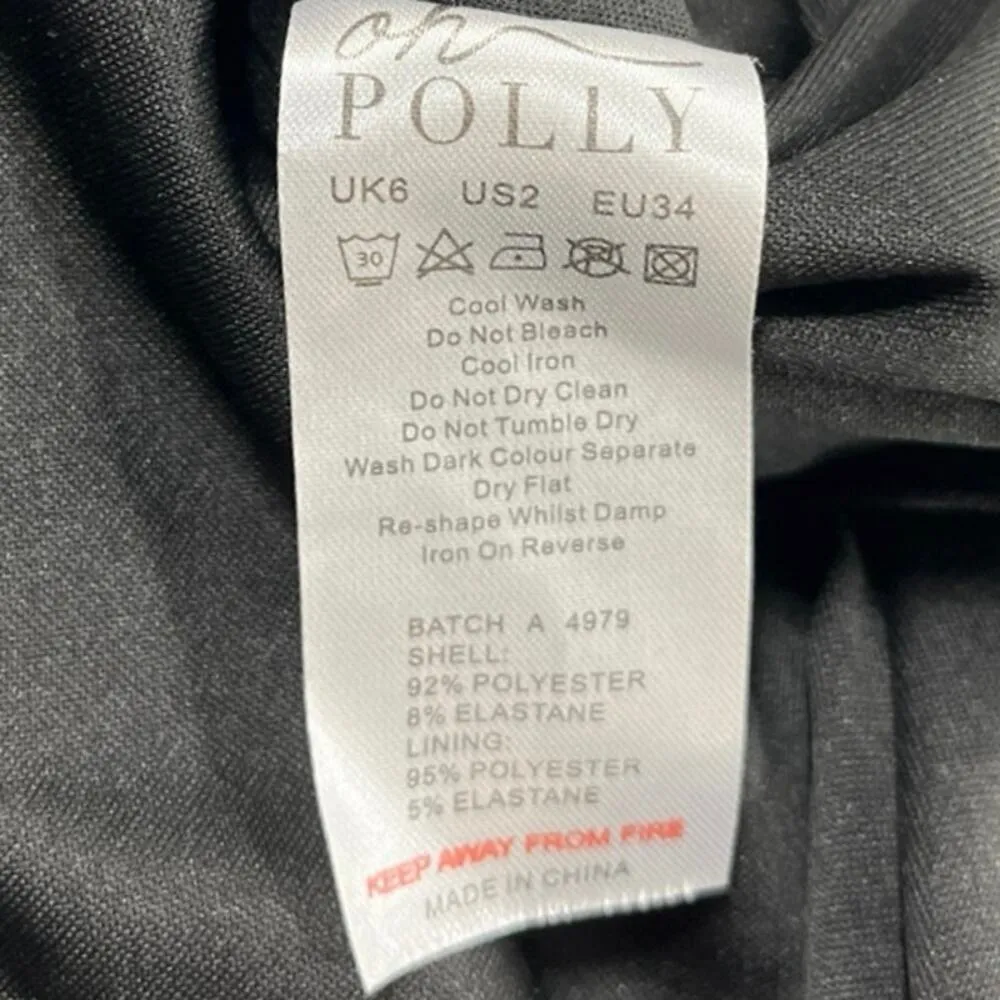 oh
POLLY
UK6 US2 EU34
30 P
Cool Wash
Do Not Bleach
Cool Iron
Do Not Dry Clean
Do Not Tumble Dry
Wash Dark Colour Separate
Dry Flat
Re-shape Whilst Damp
Iron On Reverse
BATCH A 4979
SHELL:
92% POLYESTER
8% ELASTANE
LINING:
95% POLYESTER
5% ELASTANE
KEEP AWAY FROM FIRE
MADE IN CHINA